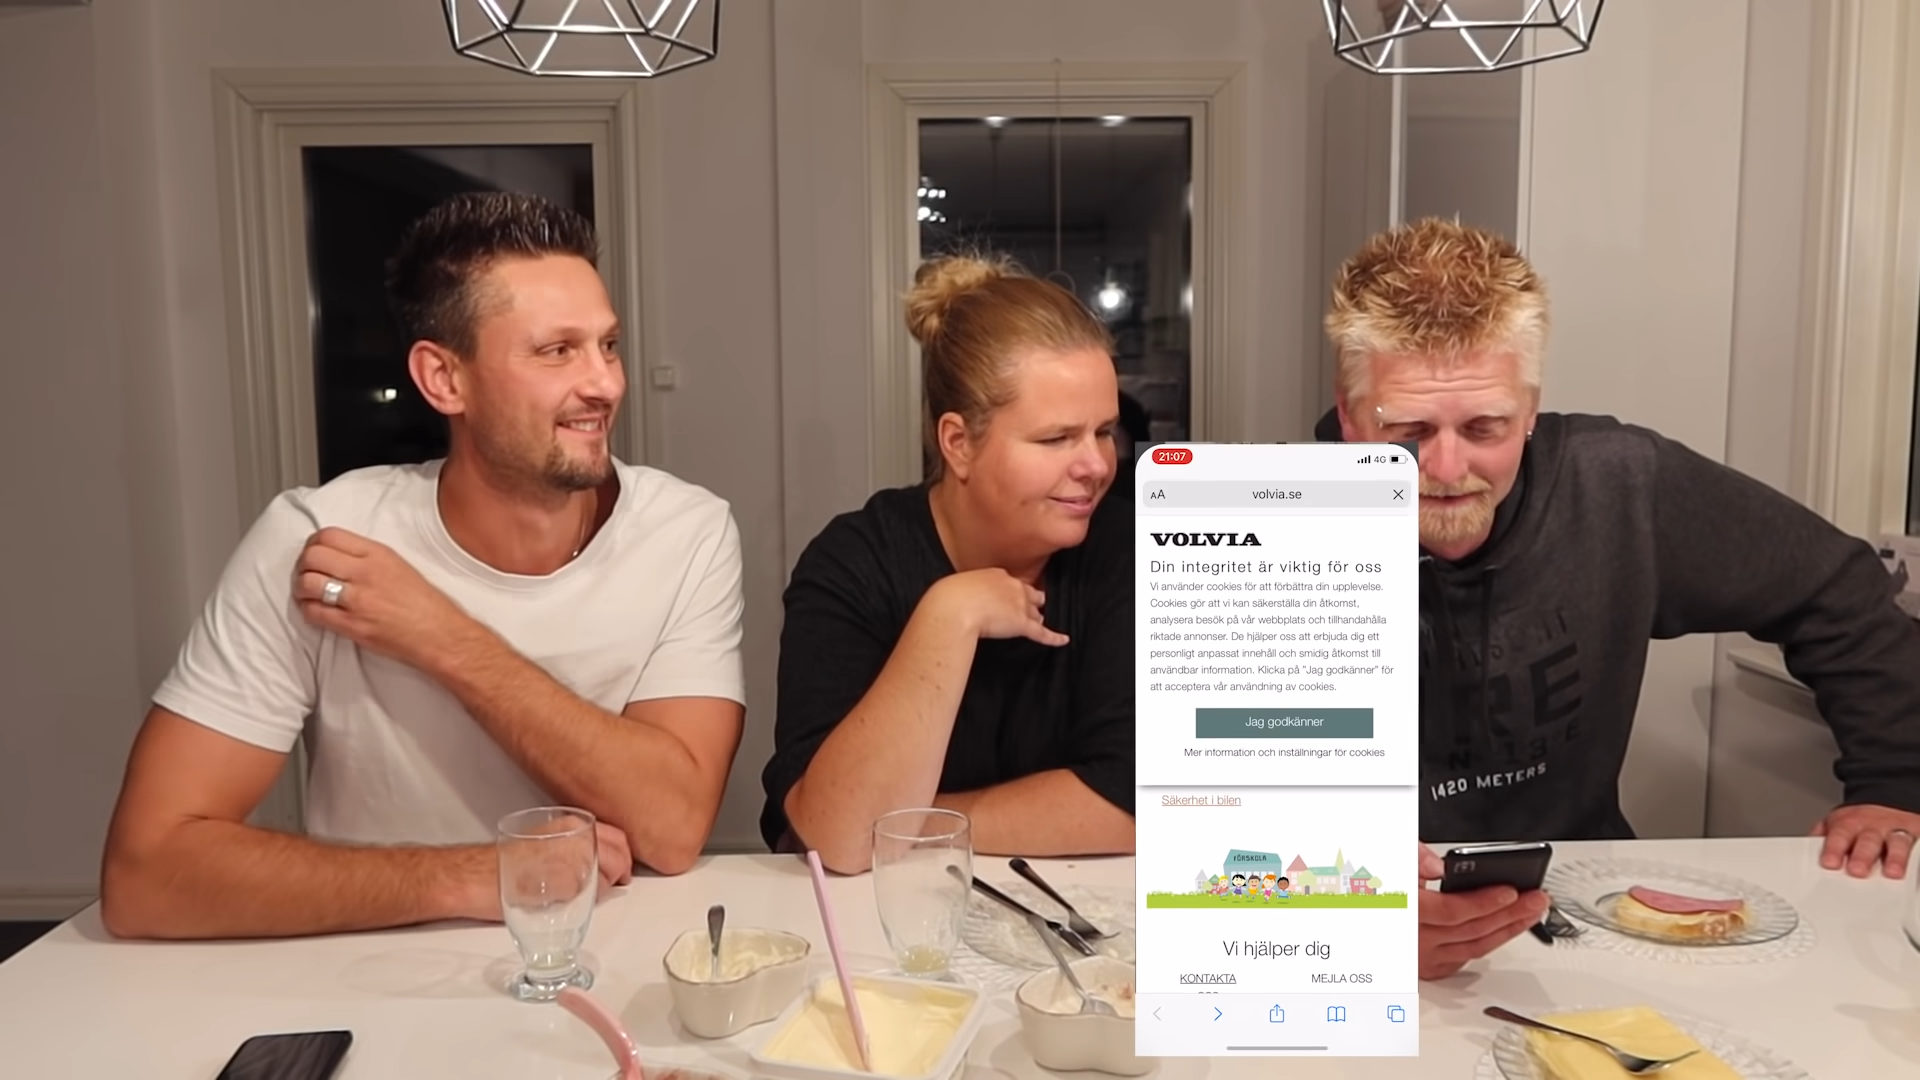 21:07
4G
AA
volvia.se
VOLVIA
Din integritet är viktig för oss
Vi använder cookies för att förbättra din upplevelse.
Cookies gör att vi kan säkerställa din åtkomst,
analysera besök på vår webbplats och tillhandahålla
riktade annonser. De hjälper oss att erbjuda dig ett
personligt anpassat innehåll och smidig åtkomst till
användbar information. Klicka på "Jag godkänner" för
att acceptera vår användning av cookies.
Jag godkänner
Mer information och inställningar för cookies
Säkerhet i bilen
FÖRSKOLA
Vi hjälper dig
KONTAKTA
MEJLA OSS
1420 METERS